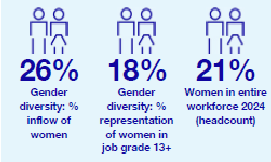 26%
Gender
diversity: %
inflow of
women
18%
Gender
diversity: %
representation
of women in
job grade 13+
21%
Women in entire
workforce 2024
(headcount)